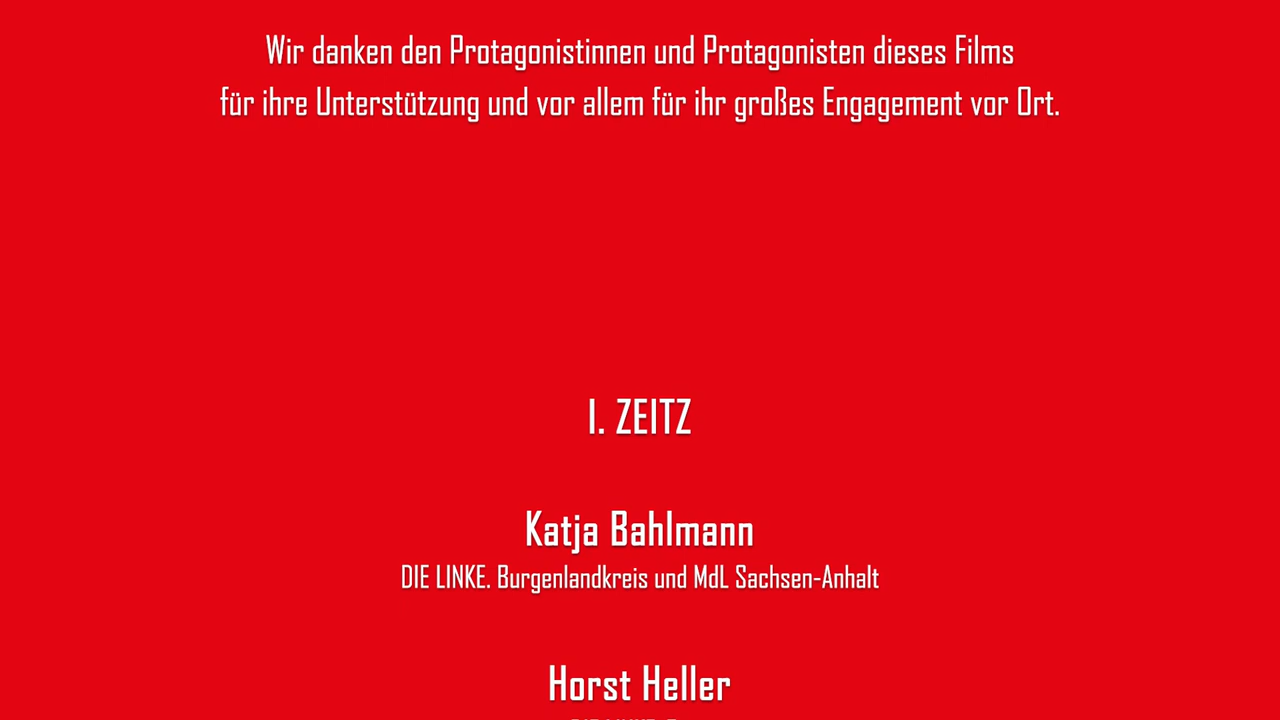 Wir danken den Protagonistinnen und Protagonisten dieses Films
für ihre Unterstützung und vor allem für ihr großes Engagement vor Ort.
I. ZEITZ
Katja Bahlmann
DIE LINKE. Burgenlandkreis und MdL Sachsen-Anhalt
Horst Heller